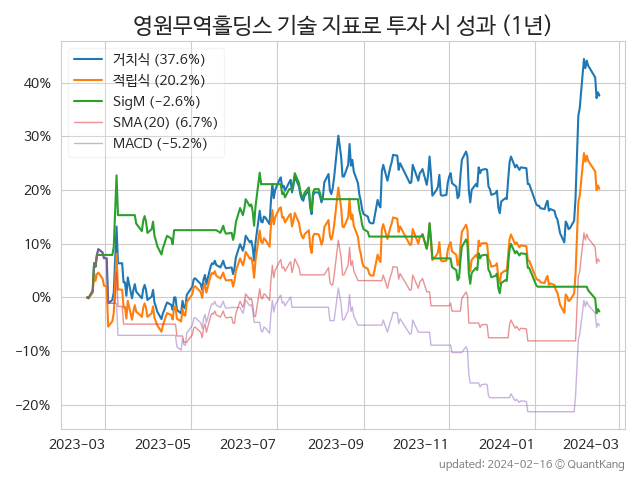 영원무역홀딩스 기술 지표로 투자 시 성과 (1년)
거치식 (37.6%)
적립식 (20.2%)
SigM (−2.6%)
SMA(20) (6.7%)
MACD (−5.2%)
40%
30%
20%
10%
0%
−10%
−20%
2023-03
2023-05
2023-07
2023-09
2023-11
2024-01
2024-03
updated: 2024-02-16 © QuantKang